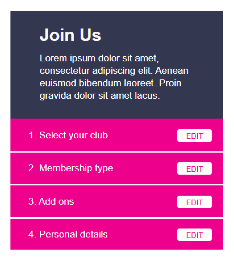 Join Us
Lorem ipsum dolor sit amet,
consectetur adipiscing elit. Aenean
euismod bibendum laoreet. Proin
gravida dolor sit amet lacus.
1. Select your club EDIT
2. Membership type EDIT
3. Add ons EDIT
4. Personal details EDIT